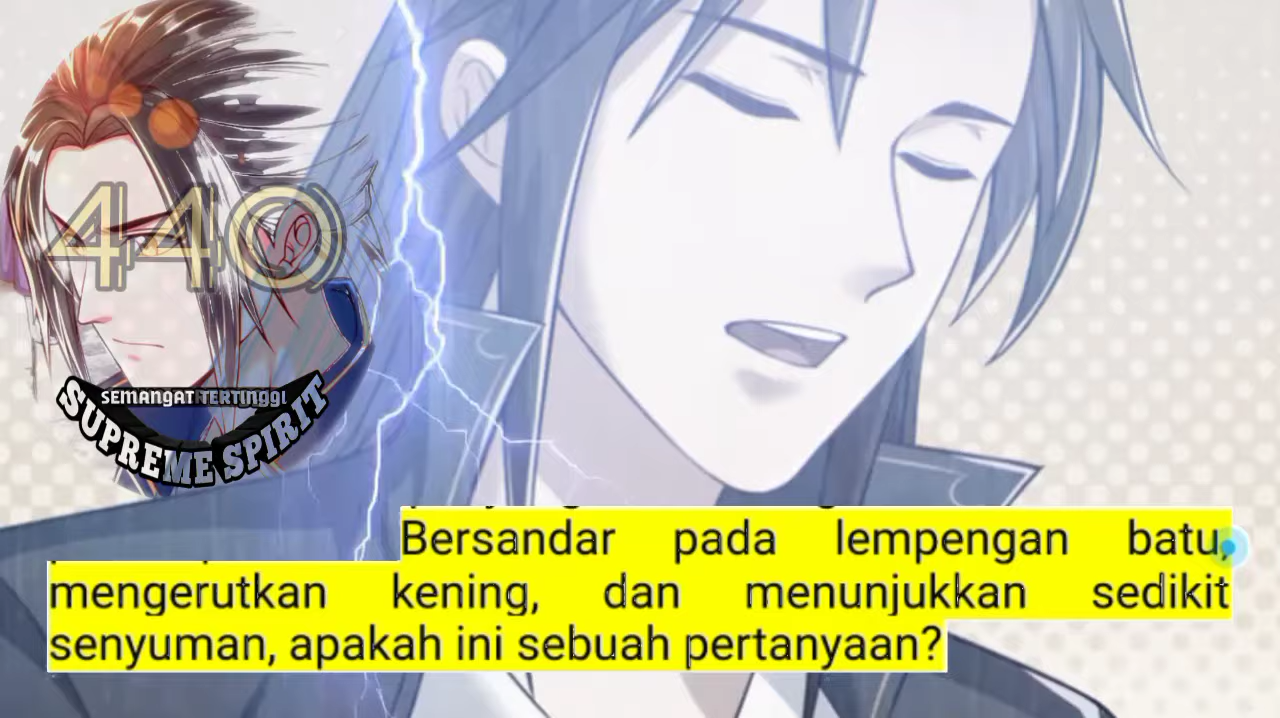 440
SEMANGAT TERTINGGI
SUPREME SPIRIT
Bersandar pada lempengan batu,
mengerutkan kening, dan menunjukkan sedikit
senyuman, apakah ini sebuah pertanyaan?